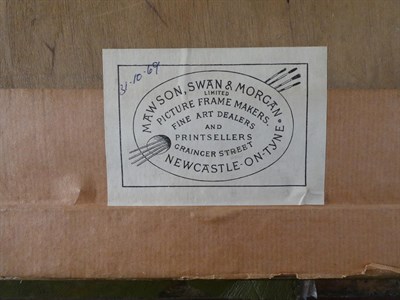 31-10-69
MAWSON, SWAN & MORGAN
LIMITED
PICTURE FRAME MAKERS,
FINE ART DEALERS
AND
PRINTSELLERS
GRAINGER STREET
NEWCASTLE-ON-TYNE